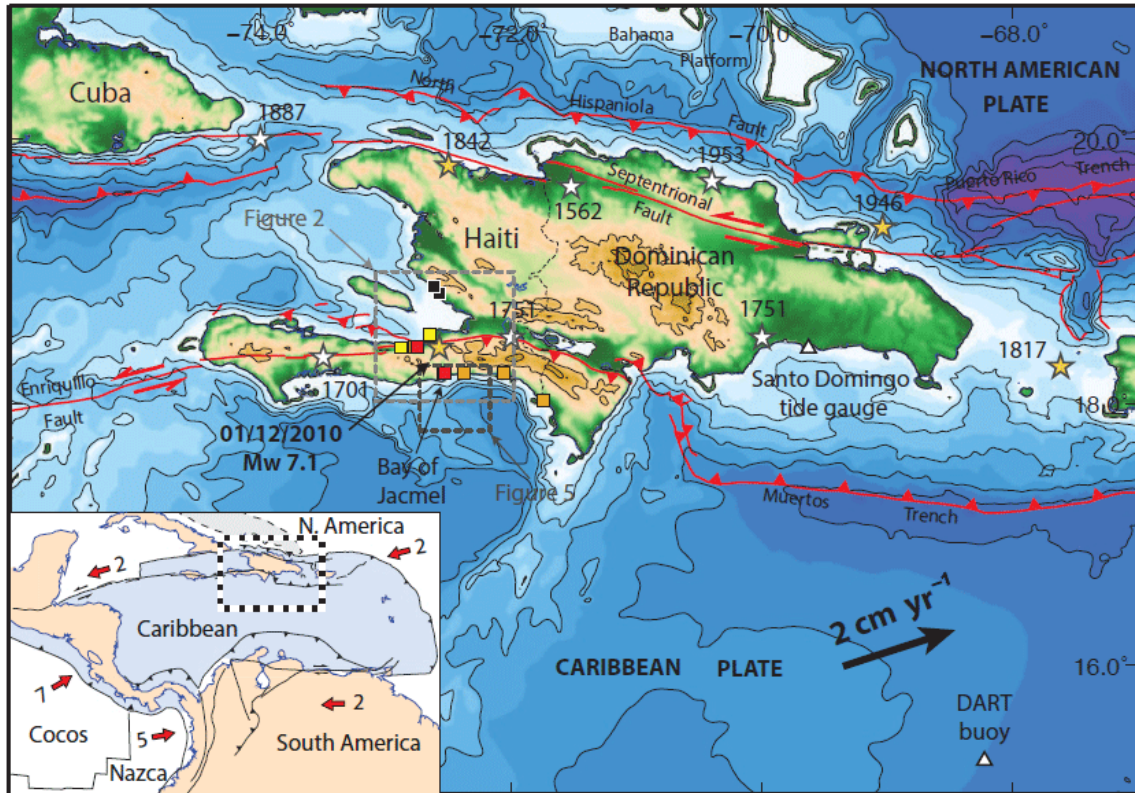 −74.0°
−72.0°
−70.0°
−68.0°
Bahama
Platform
NORTH AMERICAN
PLATE
Cuba
North
Hispaniola
Fault
1887
1842
1953
20.0°
Trench
Puerto Rico
Septentrional
Fault
1562
1946
Figure 2
Haiti
Dominican
Republic
1751
1751
1817
Enriquillo
Fault
1701
Santo Domingo
tide gauge
18.0°
01/12/2010
Mw 7.1
Bay of
Jacmel
Figure 5
Muertos
Trench
N. America
2
2
Caribbean
7
2
5
Cocos
Nazca
South America
2 cm yr⁻¹
CARIBBEAN PLATE
16.0°
DART
buoy